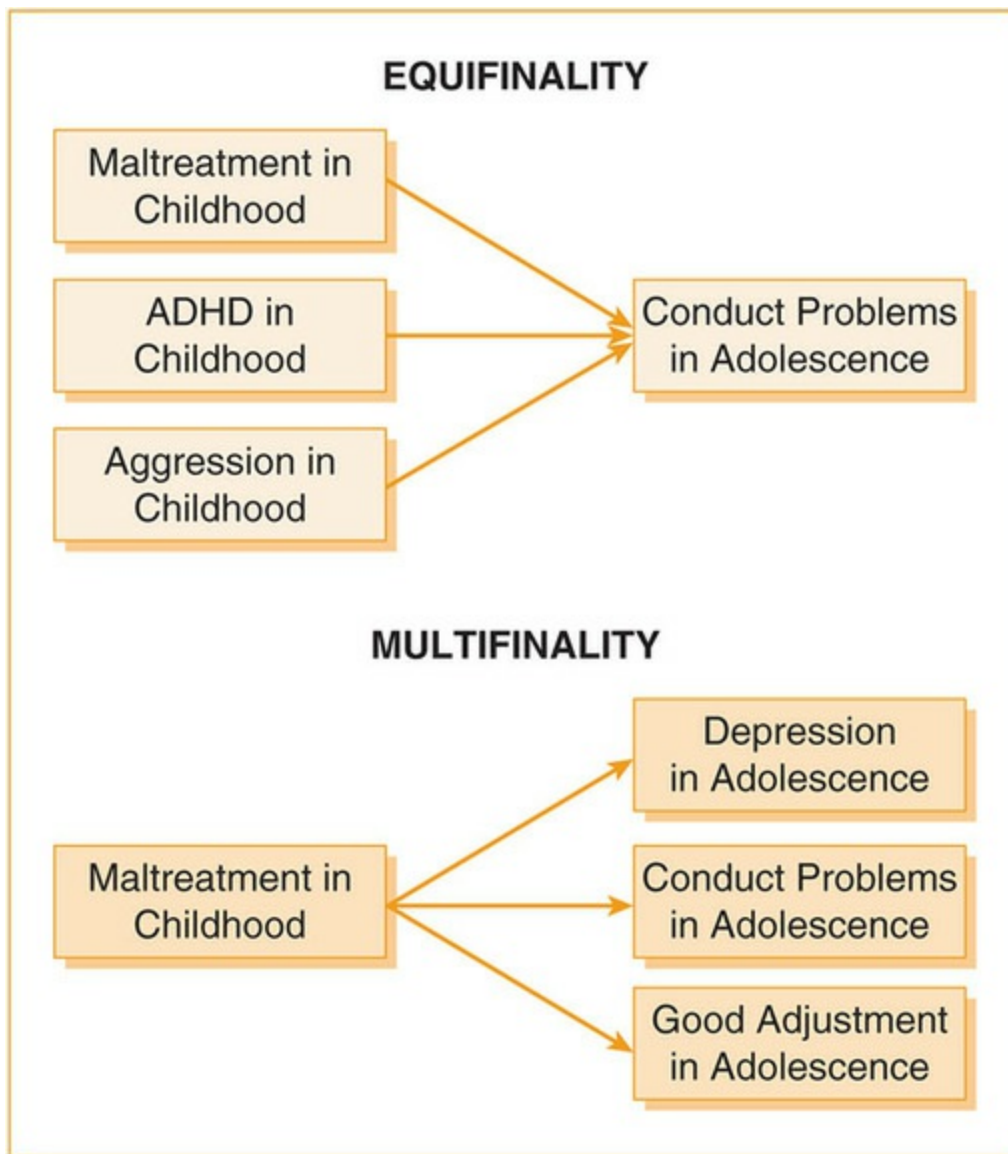 EQUIFINALITY
Maltreatment in
Childhood
ADHD in
Childhood
Aggression in
Childhood
Conduct Problems
in Adolescence
MULTIFINALITY
Maltreatment in
Childhood
Depression
in Adolescence
Conduct Problems
in Adolescence
Good Adjustment
in Adolescence